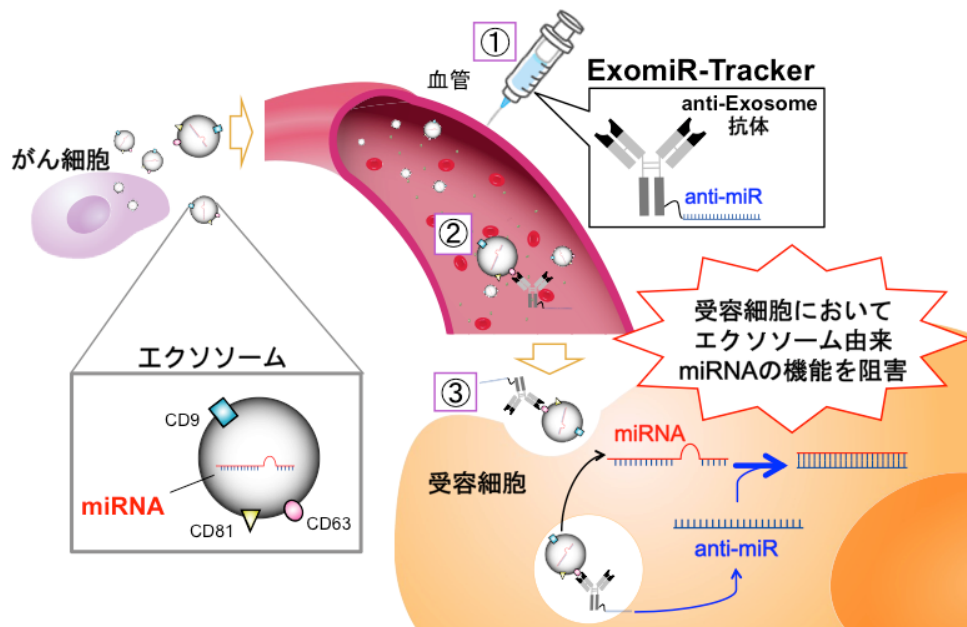 ①
血管
ExomiR-Tracker
anti-Exosome
抗体
anti-miR
がん細胞
②
受容細胞において
エクソソーム由来
miRNAの機能を阻害
エクソソーム
CD9
miRNA
CD81
CD63
③
miRNA
受容細胞
anti-miR